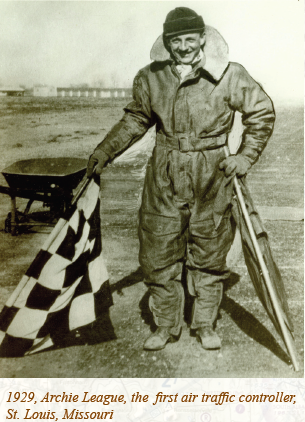 1929, Archie League, the first air traffic controller,
St. Louis, Missouri